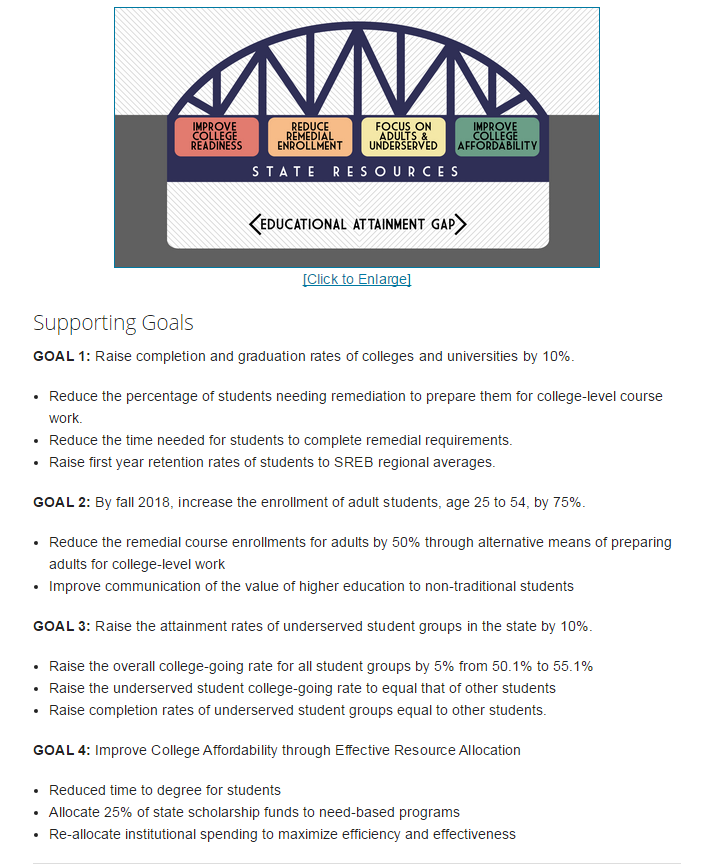 IMPROVE
COLLEGE
READINESS
REDUCE
REMEDIAL
ENROLLMENT
FOCUS ON
ADULTS &
UNDERSERVED
IMPROVE
COLLEGE
AFFORDABILITY
STATE RESOURCES
EDUCATIONAL ATTAINMENT GAP
[Click to Enlarge]
Supporting Goals
GOAL 1: Raise completion and graduation rates of colleges and universities by 10%.
• Reduce the percentage of students needing remediation to prepare them for college-level course
work.
• Reduce the time needed for students to complete remedial requirements.
• Raise first year retention rates of students to SREB regional averages.
GOAL 2: By fall 2018, increase the enrollment of adult students, age 25 to 54, by 75%.
• Reduce the remedial course enrollments for adults by 50% through alternative means of preparing
adults for college-level work
• Improve communication of the value of higher education to non-traditional students
GOAL 3: Raise the attainment rates of underserved student groups in the state by 10%.
• Raise the overall college-going rate for all student groups by 5% from 50.1% to 55.1%
• Raise the underserved student college-going rate to equal that of other students
• Raise completion rates of underserved student groups equal to other students.
GOAL 4: Improve College Affordability through Effective Resource Allocation
• Reduced time to degree for students
• Allocate 25% of state scholarship funds to need-based programs
• Re-allocate institutional spending to maximize efficiency and effectiveness